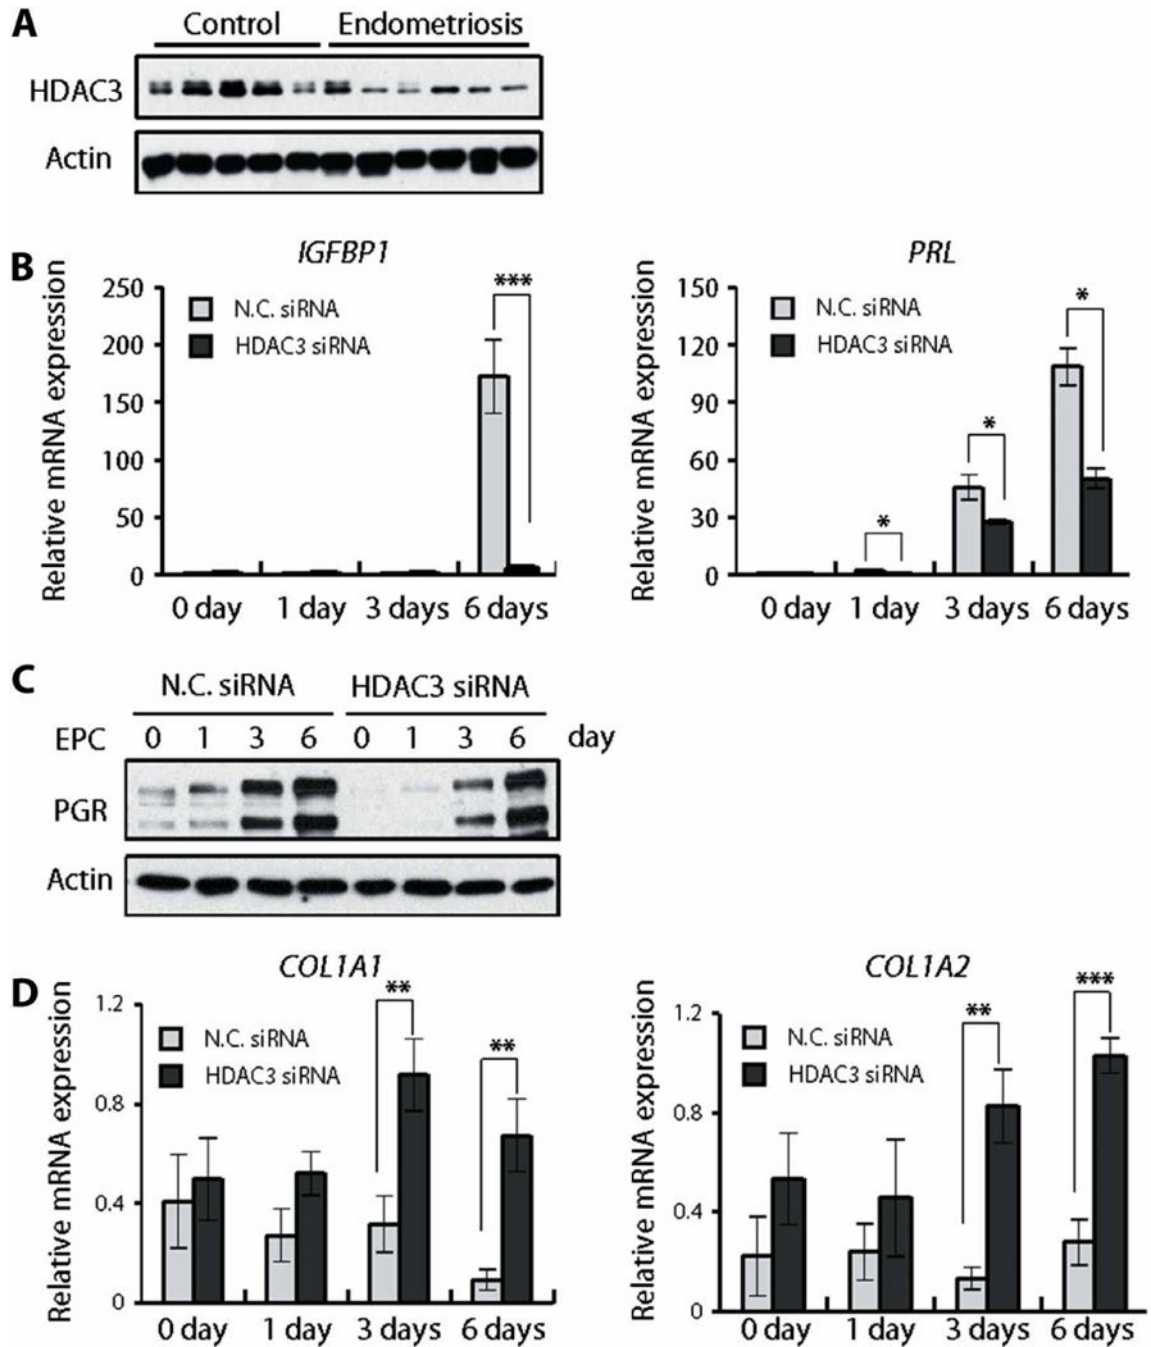 A
Control Endometriosis
HDAC3
Actin
B
IGFBP1
Relative mRNA expression
250
200
150
100
50
0
N.C. siRNA
HDAC3 siRNA
***
0 day 1 day 3 days 6 days
PRL
Relative mRNA expression
150
120
90
60
30
0
N.C. siRNA
HDAC3 siRNA
*
*
*
0 day 1 day 3 days 6 days
C
N.C. siRNA HDAC3 siRNA
EPC 0 1 3 6 0 1 3 6 day
PGR
Actin
D
COL1A1
Relative mRNA expression
1.2
0.8
0.4
0
N.C. siRNA
HDAC3 siRNA
**
**
0 day 1 day 3 days 6 days
COL1A2
Relative mRNA expression
1.2
0.8
0.4
0
N.C. siRNA
HDAC3 siRNA
**
***
0 day 1 day 3 days 6 days